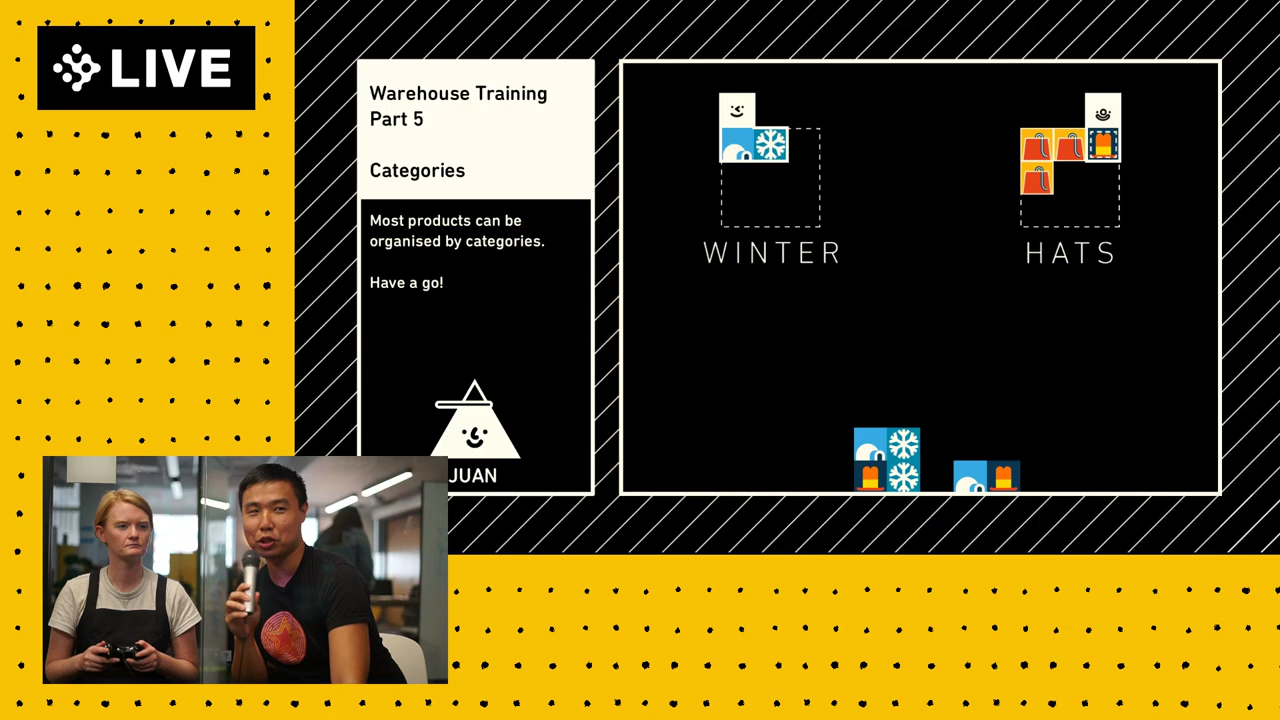 LIVE
Warehouse Training
Part 5
Categories
Most products can be
organised by categories.
Have a go!
JUAN
WINTER
HATS